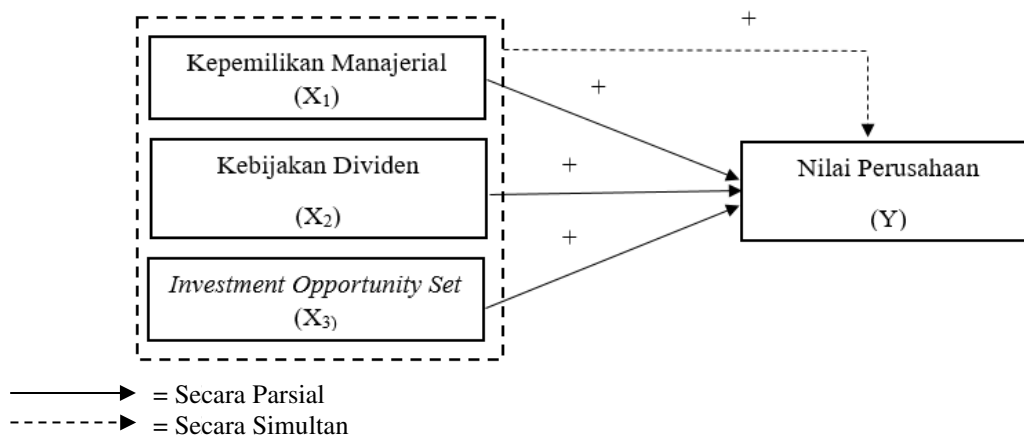 +
Kepemilikan Manajerial
(X₁)
+
Kebijakan Dividen
(X₂)
+
Nilai Perusahaan
(Y)
+
Investment Opportunity Set
(X₃)
= Secara Parsial
= Secara Simultan